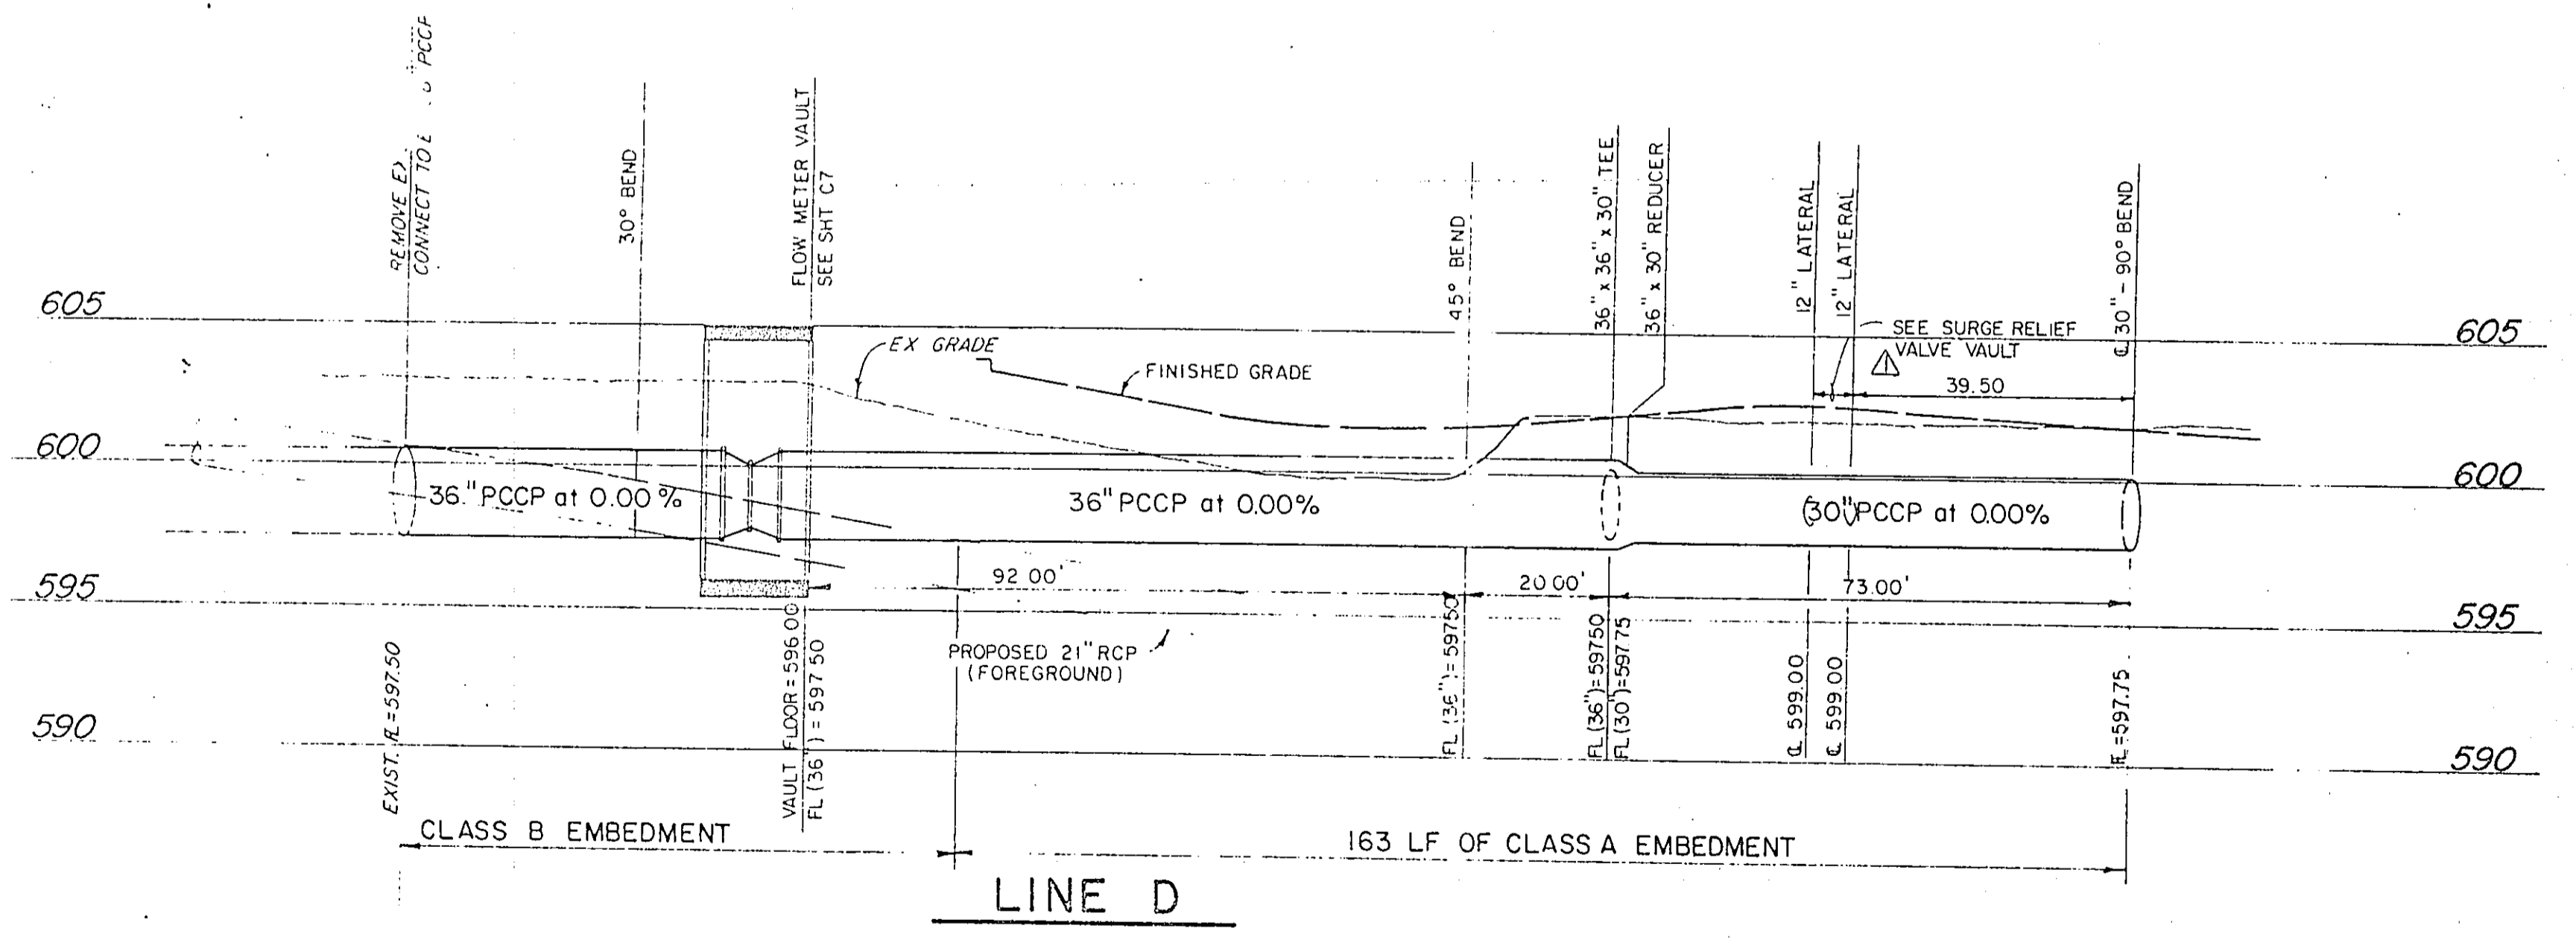 REMOVE EX.
CONNECT TO PCCP
30° BEND
FLOW METER VAULT
SEE SHT C7
45° BEND
36" x 36" x 30" TEE
36" x 30" REDUCER
12" LATERAL
12" LATERAL
℄ 30" - 90° BEND
605
605
SEE SURGE RELIEF
VALVE VAULT
1
39.50
EX GRADE
FINISHED GRADE
600
600
36." PCCP at 0.00%
36" PCCP at 0.00%
(30") PCCP at 0.00%
595
595
92.00'
20.00'
73.00'
PROPOSED 21" RCP
(FOREGROUND)
590
590
EXIST. FL = 597.50
VAULT FLOOR = 596.00
FL (36") = 597.50
FL (36") = 597.50
FL (36") = 597.50
FL (30") = 597.75
℄ 599.00
℄ 599.00
FL = 597.75
CLASS B EMBEDMENT
163 LF OF CLASS A EMBEDMENT
LINE D